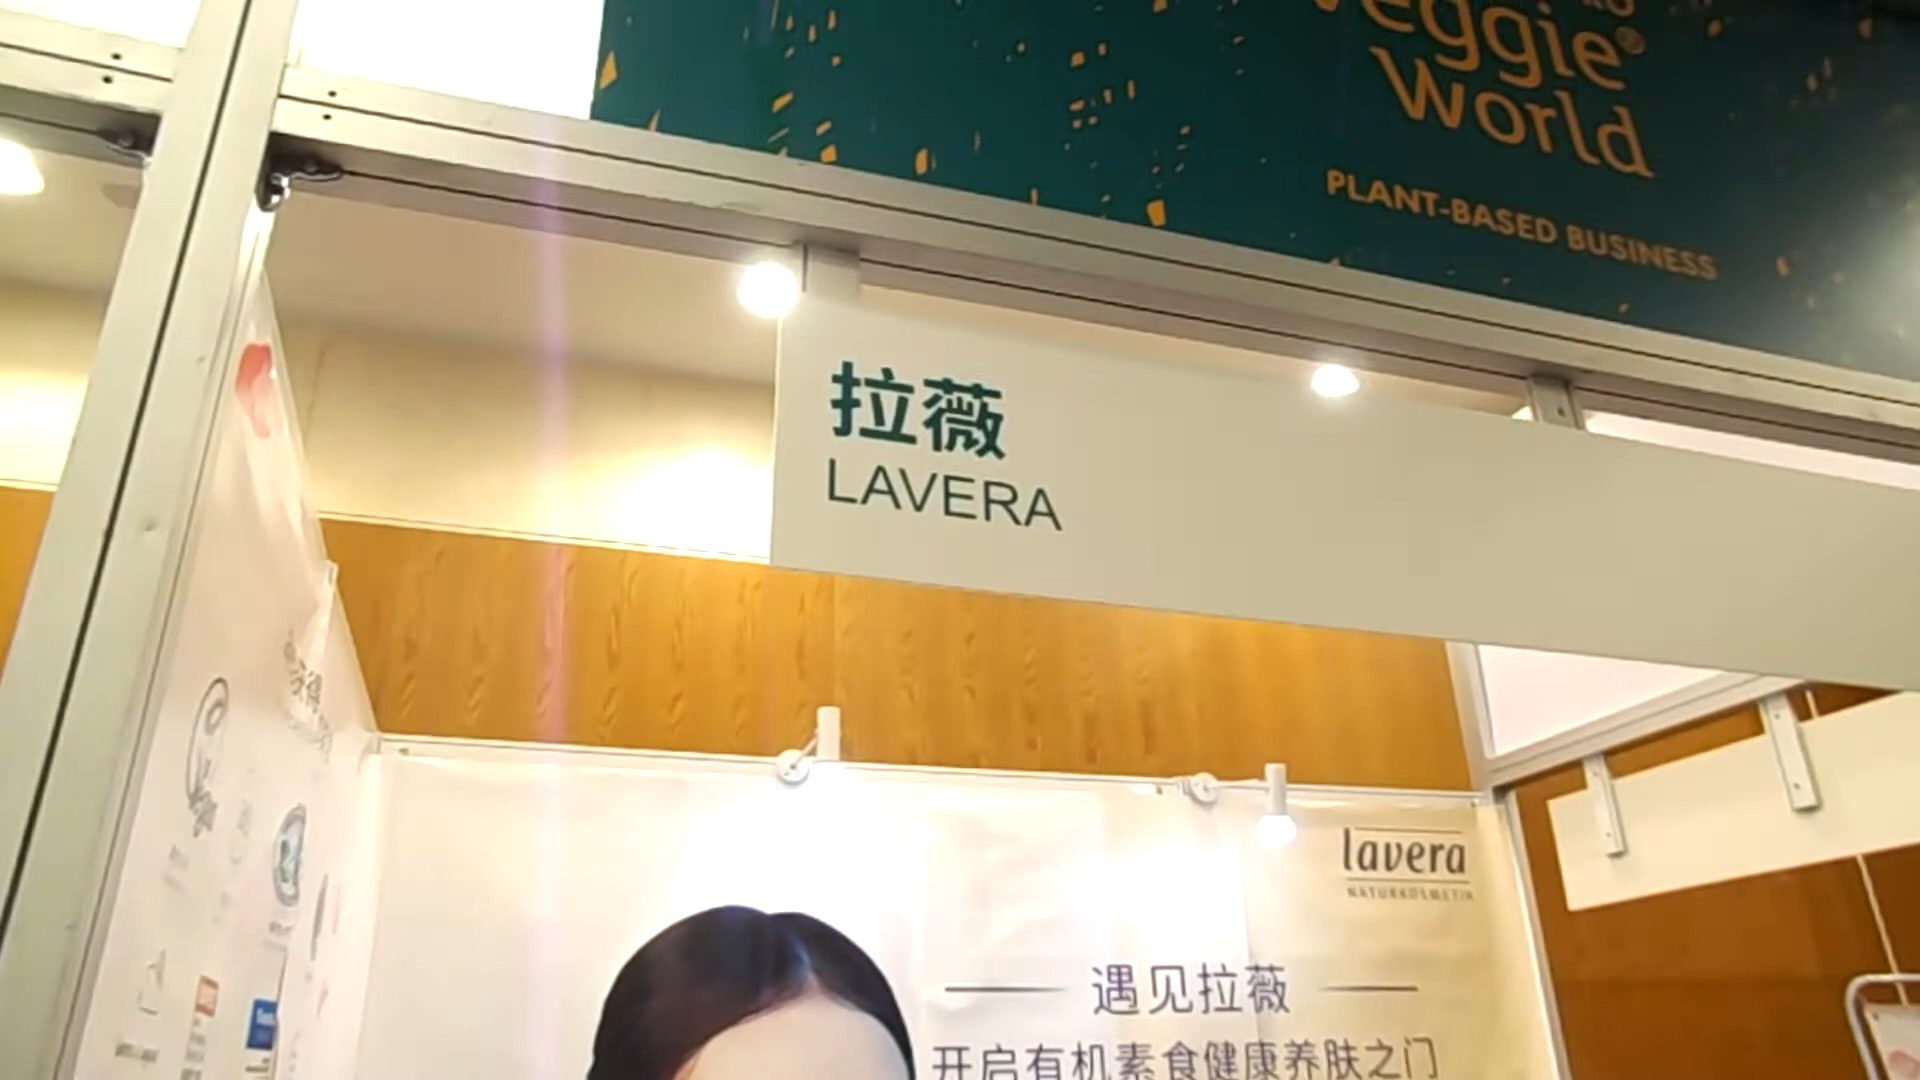 veggie®
world
PLANT-BASED BUSINESS
拉薇
LAVERA
lavera
NATURKOSMETIK
遇见拉薇
开启有机素食健康养肤之门